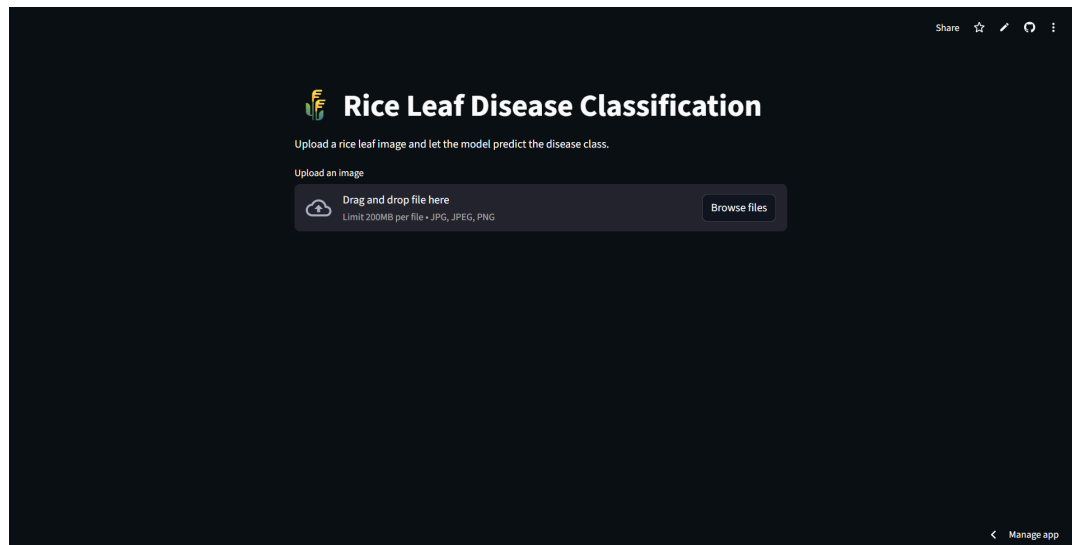 Share
Rice Leaf Disease Classification
Upload a rice leaf image and let the model predict the disease class.
Upload an image
Drag and drop file here
Limit 200MB per file • JPG, JPEG, PNG
Browse files
Manage app